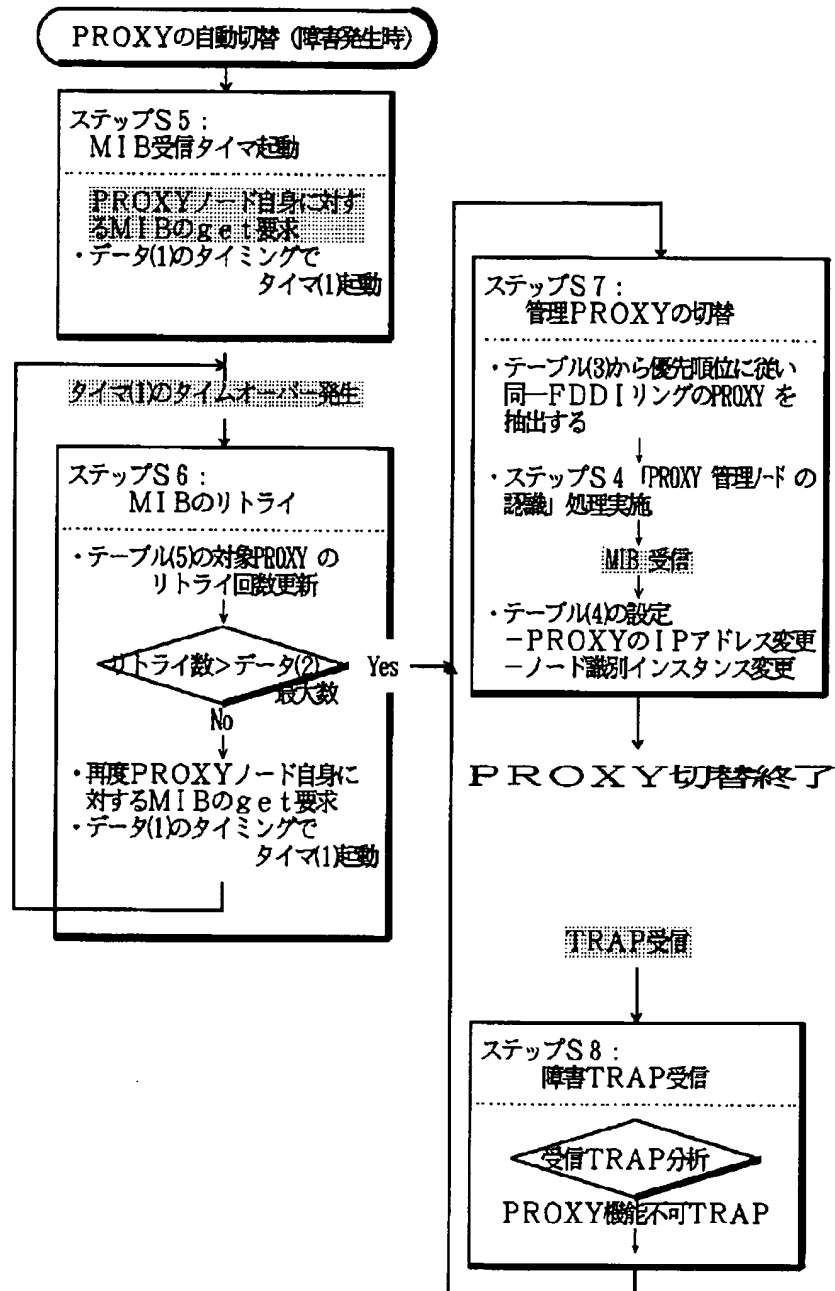 PROXYの自動切替(障害発生時)
ステップS5:
MIB受信タイマ起動
PROXYノード自身に対す
るMIBのget要求
・データ(1)のタイミングで
タイマ(1)起動
タイマ(1)のタイムオーバー発生
ステップS6:
MIBのリトライ
・テーブル(5)の対象PROXY の
リトライ回数更新
リトライ数>データ(2)
最大数
Yes
No
・再度PROXYノード自身に
対するMIBのget要求
・データ(1)のタイミングで
タイマ(1)起動
ステップS7:
管理PROXYの切替
・テーブル(3)から優先順位に従い
同一FDDIリングのPROXY を
抽出する
・ステップS4「PROXY 管理ノード の
認識」処理実施
MIB 受信
・テーブル(4)の設定
−PROXYのIPアドレス変更
−ノード識別インスタンス変更
PROXY切替終了
TRAP受信
ステップS8:
障害TRAP受信
受信TRAP分析
PROXY機能不可TRAP